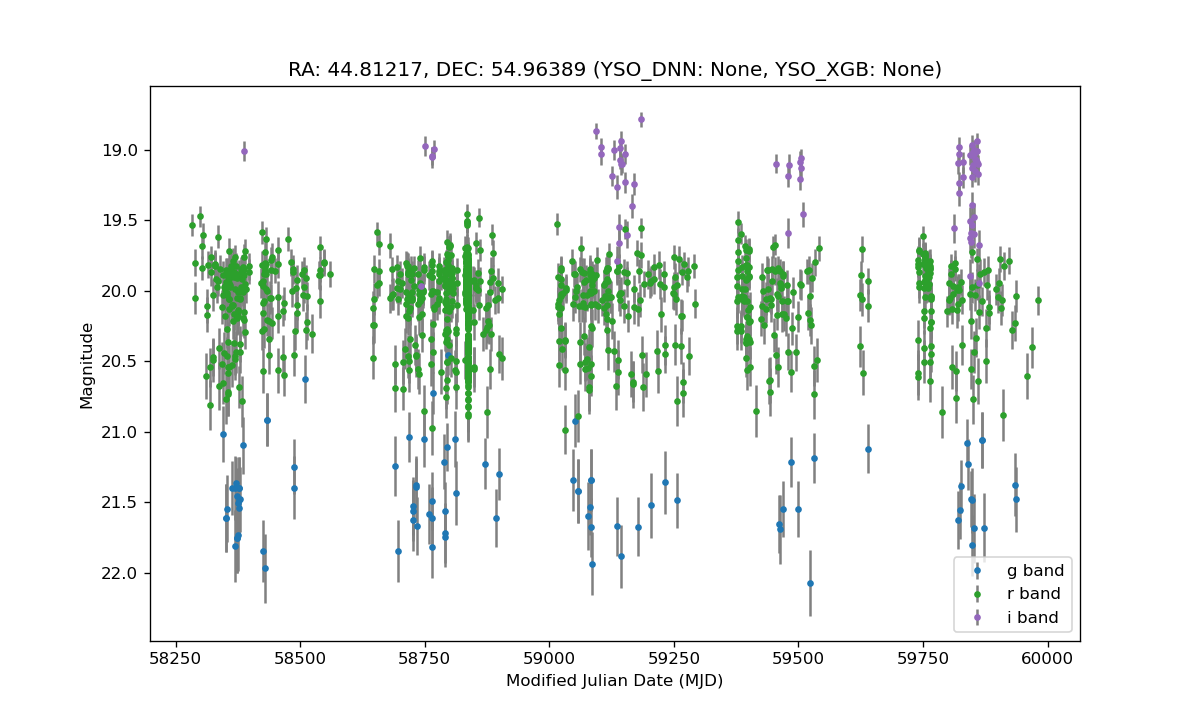 RA: 44.81217, DEC: 54.96389 (YSO_DNN: None, YSO_XGB: None)
19.0
19.5
20.0
20.5
21.0
21.5
22.0
Magnitude
58250
58500
58750
59000
59250
59500
59750
60000
Modified Julian Date (MJD)
g band
r band
i band